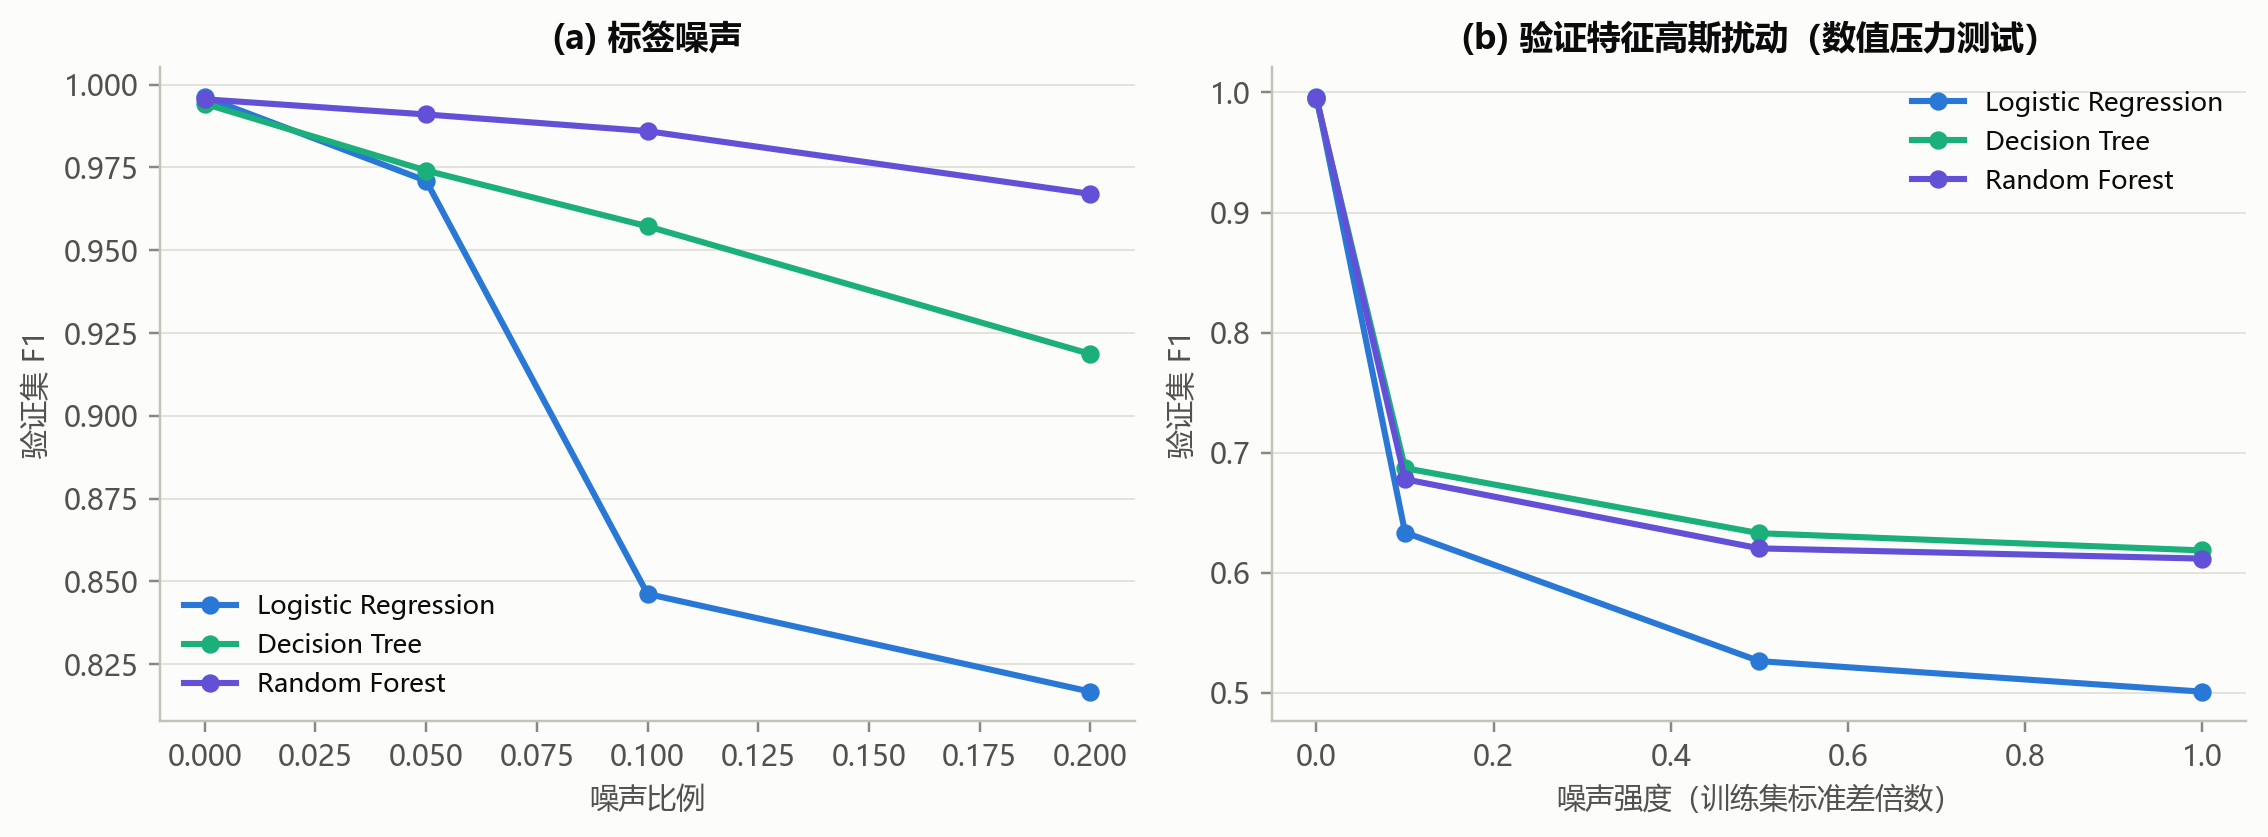 (a) 标签噪声
1.000
0.975
0.950
0.925
0.900
0.875
0.850
0.825
验证集 F1
Logistic Regression
Decision Tree
Random Forest
0.000 0.025 0.050 0.075 0.100 0.125 0.150 0.175 0.200
噪声比例
(b) 验证特征高斯扰动（数值压力测试）
1.0
0.9
0.8
0.7
0.6
0.5
验证集 F1
Logistic Regression
Decision Tree
Random Forest
0.0 0.2 0.4 0.6 0.8 1.0
噪声强度（训练集标准差倍数）